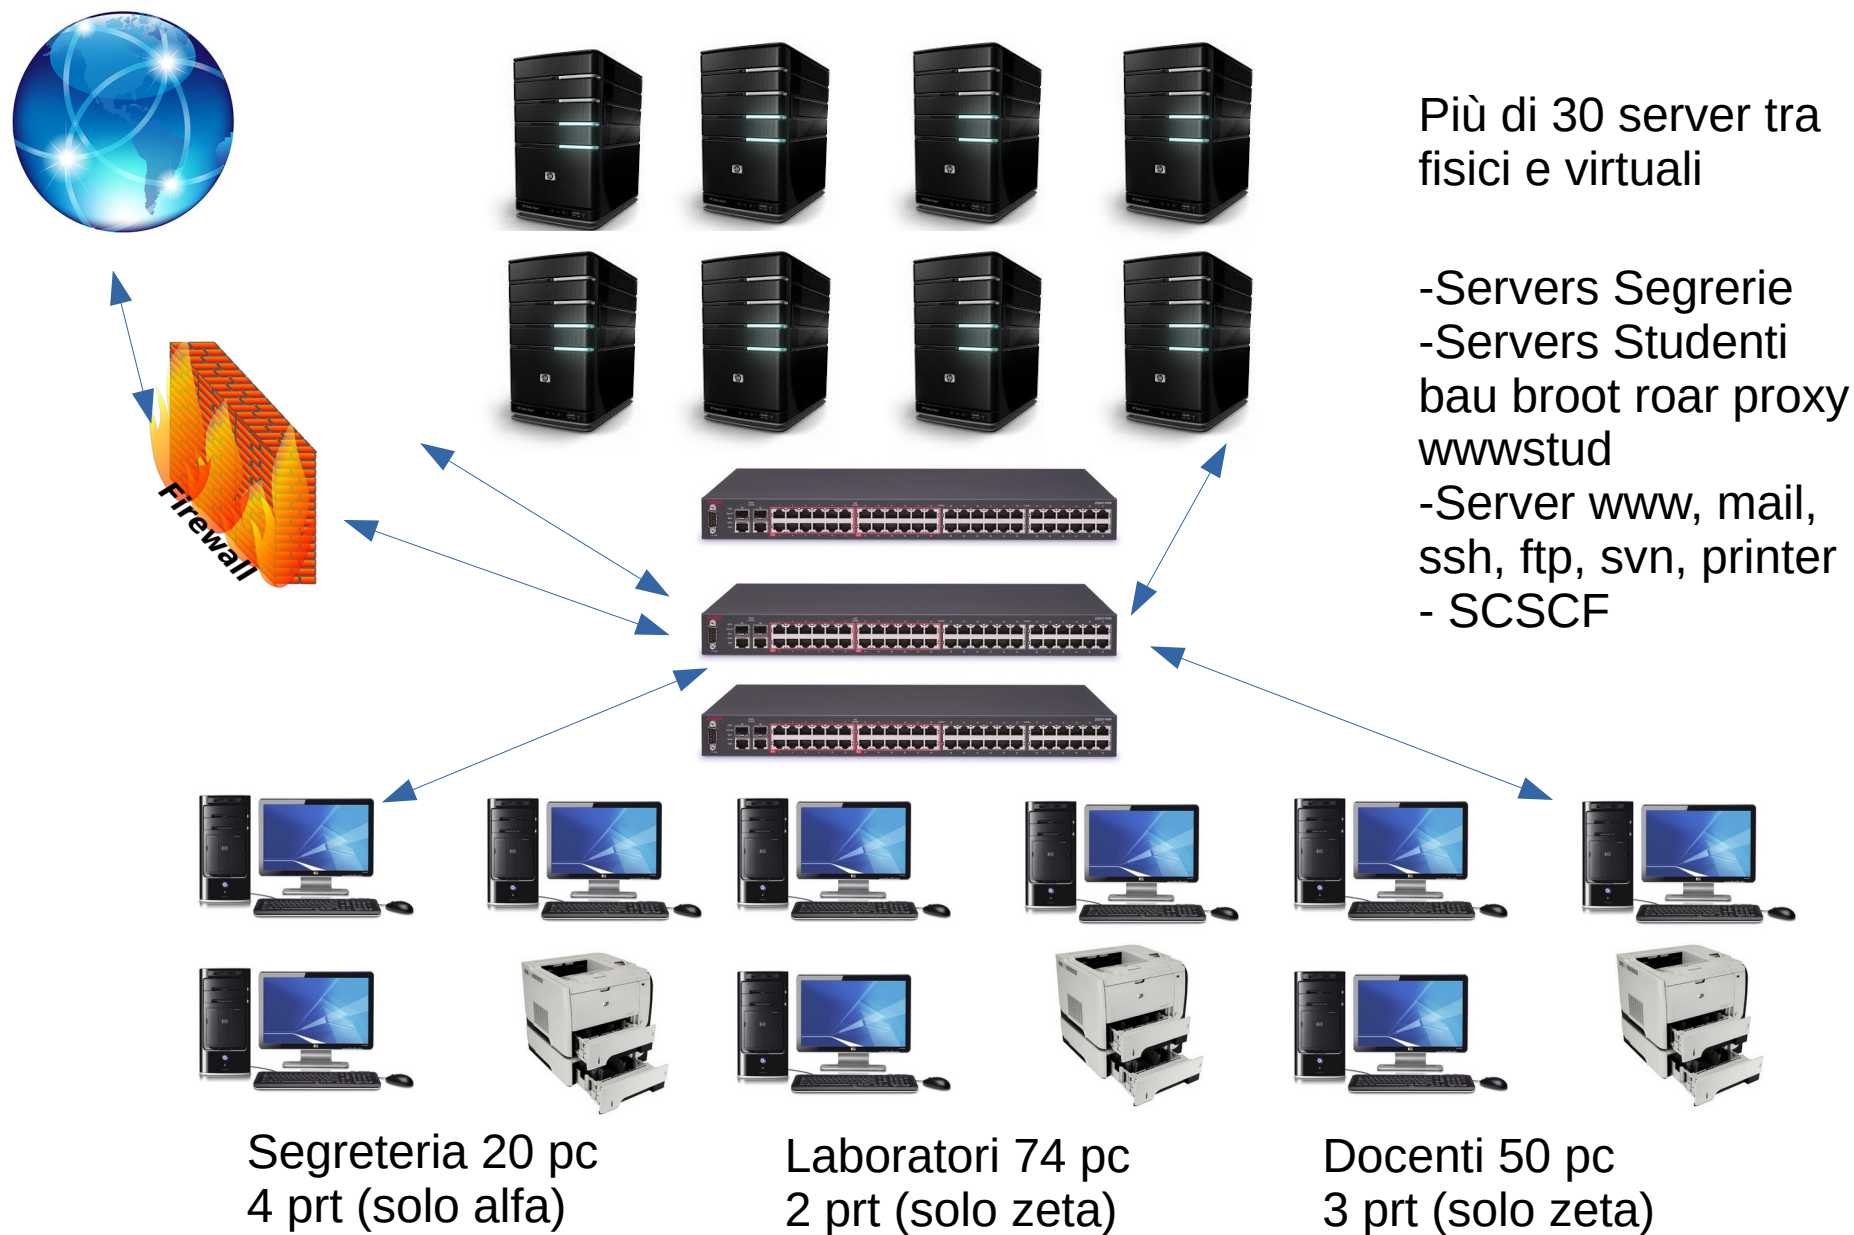 Più di 30 server tra
fisici e virtuali
-Servers Segrerie
-Servers Studenti
bau broot roar proxy
wwwstud
-Server www, mail,
ssh, ftp, svn, printer
- SCSCF
Firewall
Segreteria 20 pc
4 prt (solo alfa)
Laboratori 74 pc
2 prt (solo zeta)
Docenti 50 pc
3 prt (solo zeta)